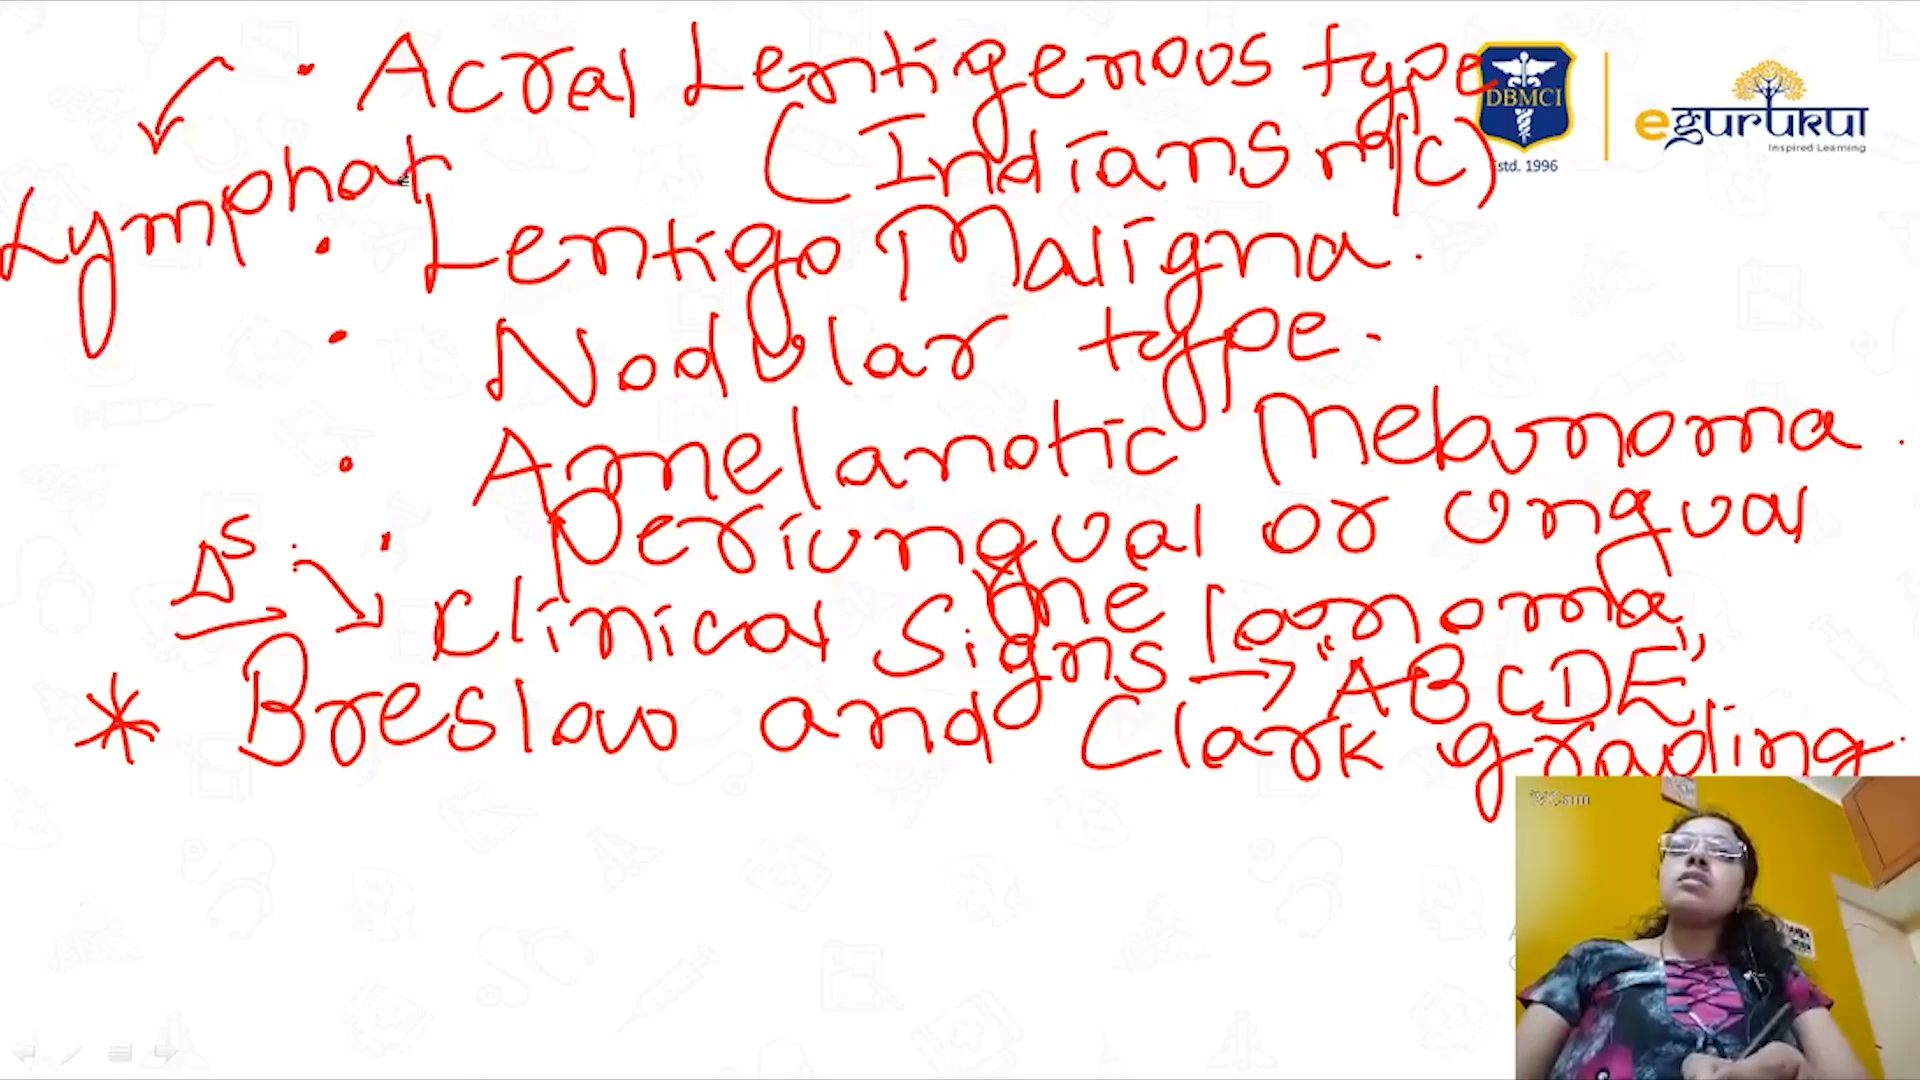 • Acral Lentigenous type
(Indians m/c)
Lymphat
• Lentigo Maligna.
• Nodular type.
• Amelanotic Melanoma.
• Periungual or Ungual
Melanoma
Δs
Clinical Signs → "ABCDE"
* Breslow and Clark grading.
DBMCI
Estd. 1996
egurukul
Inspired Learning